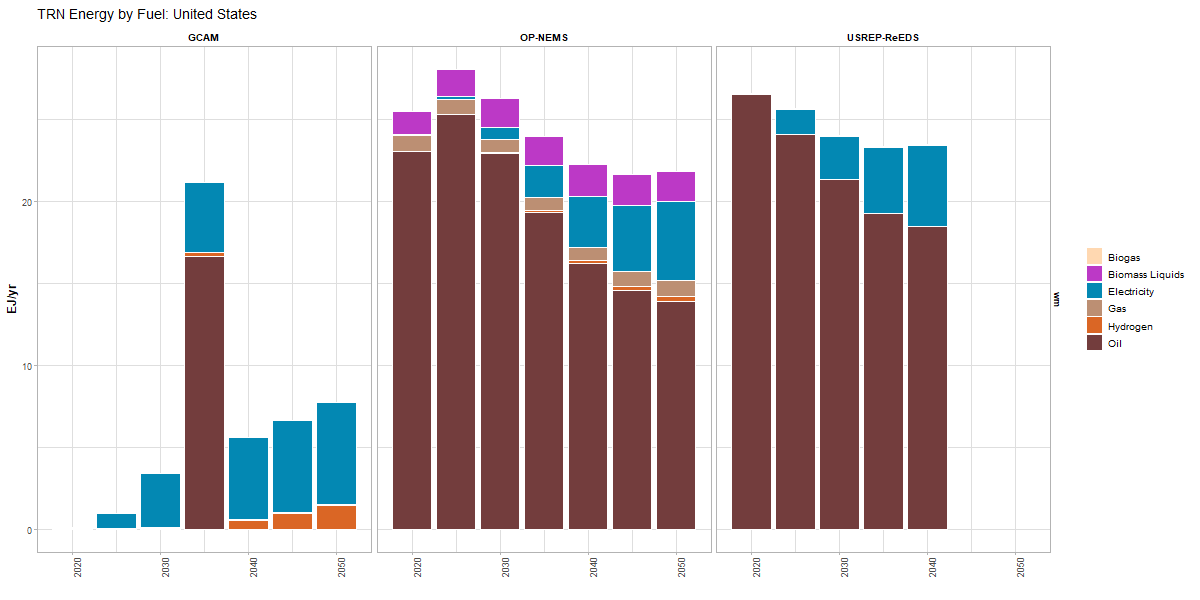 TRN Energy by Fuel: United States
GCAM
OP-NEMS
USREP-ReEDS
EJ/yr
20
10
0
2020
2030
2040
2050
2020
2030
2040
2050
2020
2030
2040
2050
wm
Biogas
Biomass Liquids
Electricity
Gas
Hydrogen
Oil